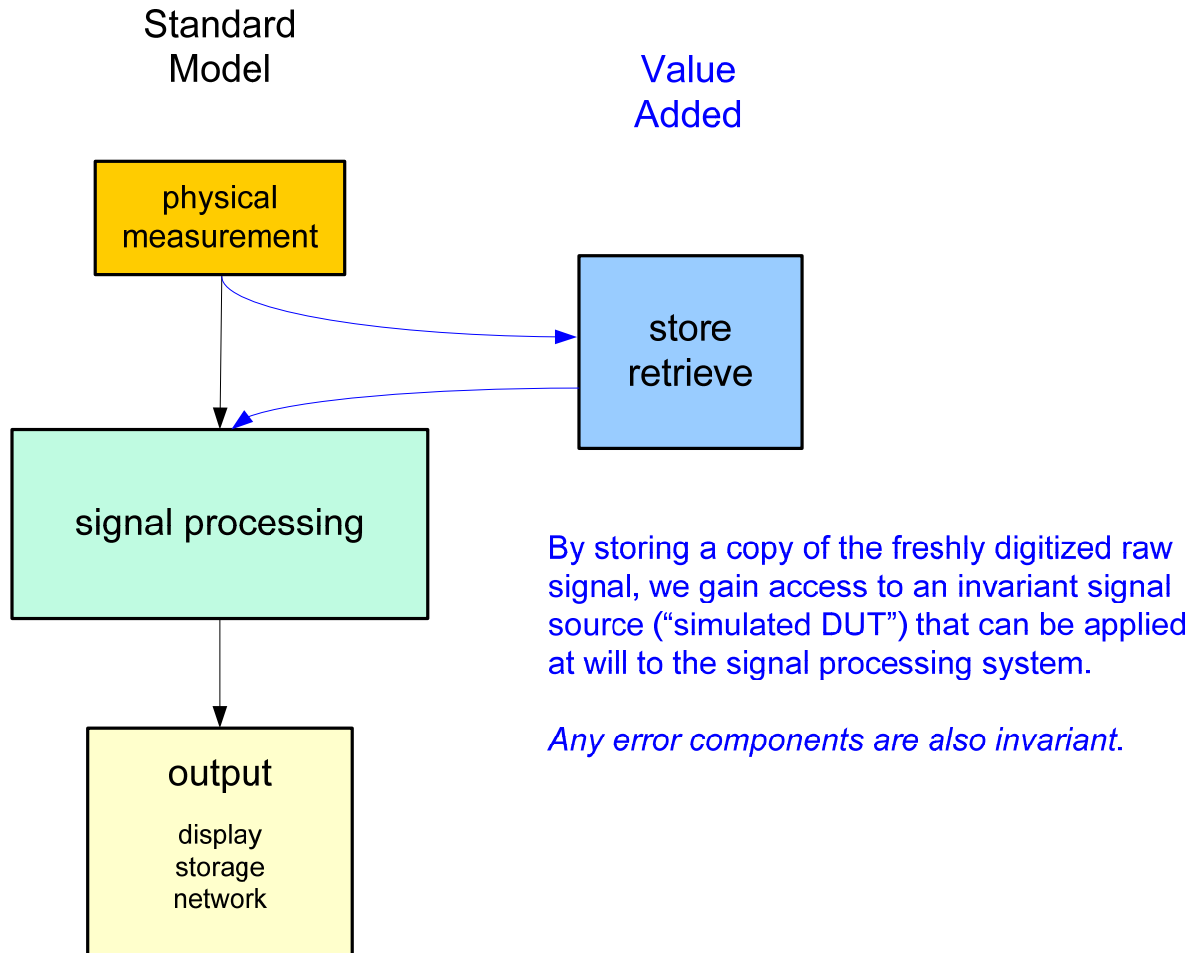 Standard
Model
Value
Added
physical
measurement
store
retrieve
signal processing
By storing a copy of the freshly digitized raw
signal, we gain access to an invariant signal
source (“simulated DUT”) that can be applied
at will to the signal processing system.
Any error components are also invariant.
output
display
storage
network